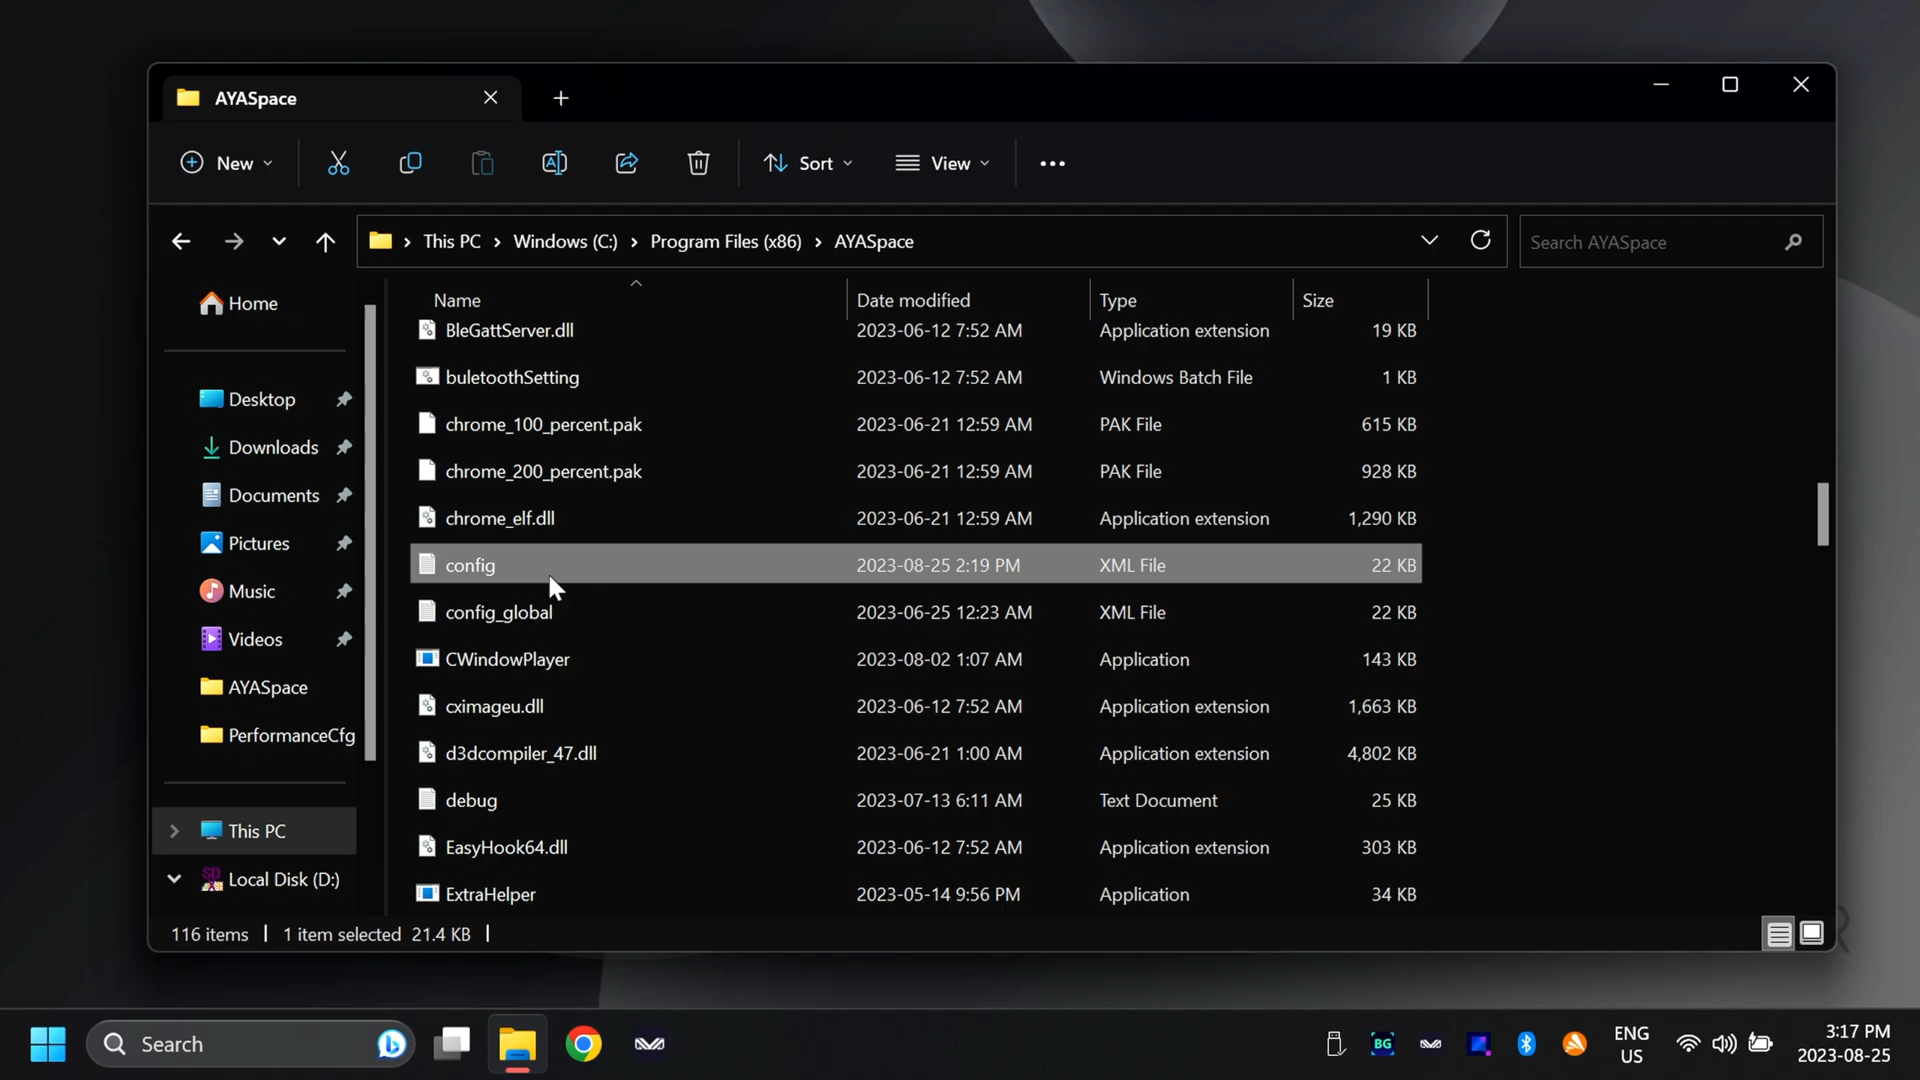 AYASpace
New
Sort
View
This PC
Windows (C:)
Program Files (x86)
AYASpace
Search AYASpace
Home
Desktop
Downloads
Documents
Pictures
Music
Videos
AYASpace
PerformanceCfg
This PC
Local Disk (D:)
Name Date modified Type Size
BleGattServer.dll 2023-06-12 7:52 AM Application extension 19 KB
buletoothSetting 2023-06-12 7:52 AM Windows Batch File 1 KB
chrome_100_percent.pak 2023-06-21 12:59 AM PAK File 615 KB
chrome_200_percent.pak 2023-06-21 12:59 AM PAK File 928 KB
chrome_elf.dll 2023-06-21 12:59 AM Application extension 1,290 KB
config 2023-08-25 2:19 PM XML File 22 KB
config_global 2023-06-25 12:23 AM XML File 22 KB
CWindowPlayer 2023-08-02 1:07 AM Application 143 KB
cximageu.dll 2023-06-12 7:52 AM Application extension 1,663 KB
d3dcompiler_47.dll 2023-06-21 1:00 AM Application extension 4,802 KB
debug 2023-07-13 6:11 AM Text Document 25 KB
EasyHook64.dll 2023-06-12 7:52 AM Application extension 303 KB
ExtraHelper 2023-05-14 9:56 PM Application 34 KB
116 items 1 item selected 21.4 KB
R
Search
BG
ENG
US
3:17 PM
2023-08-25